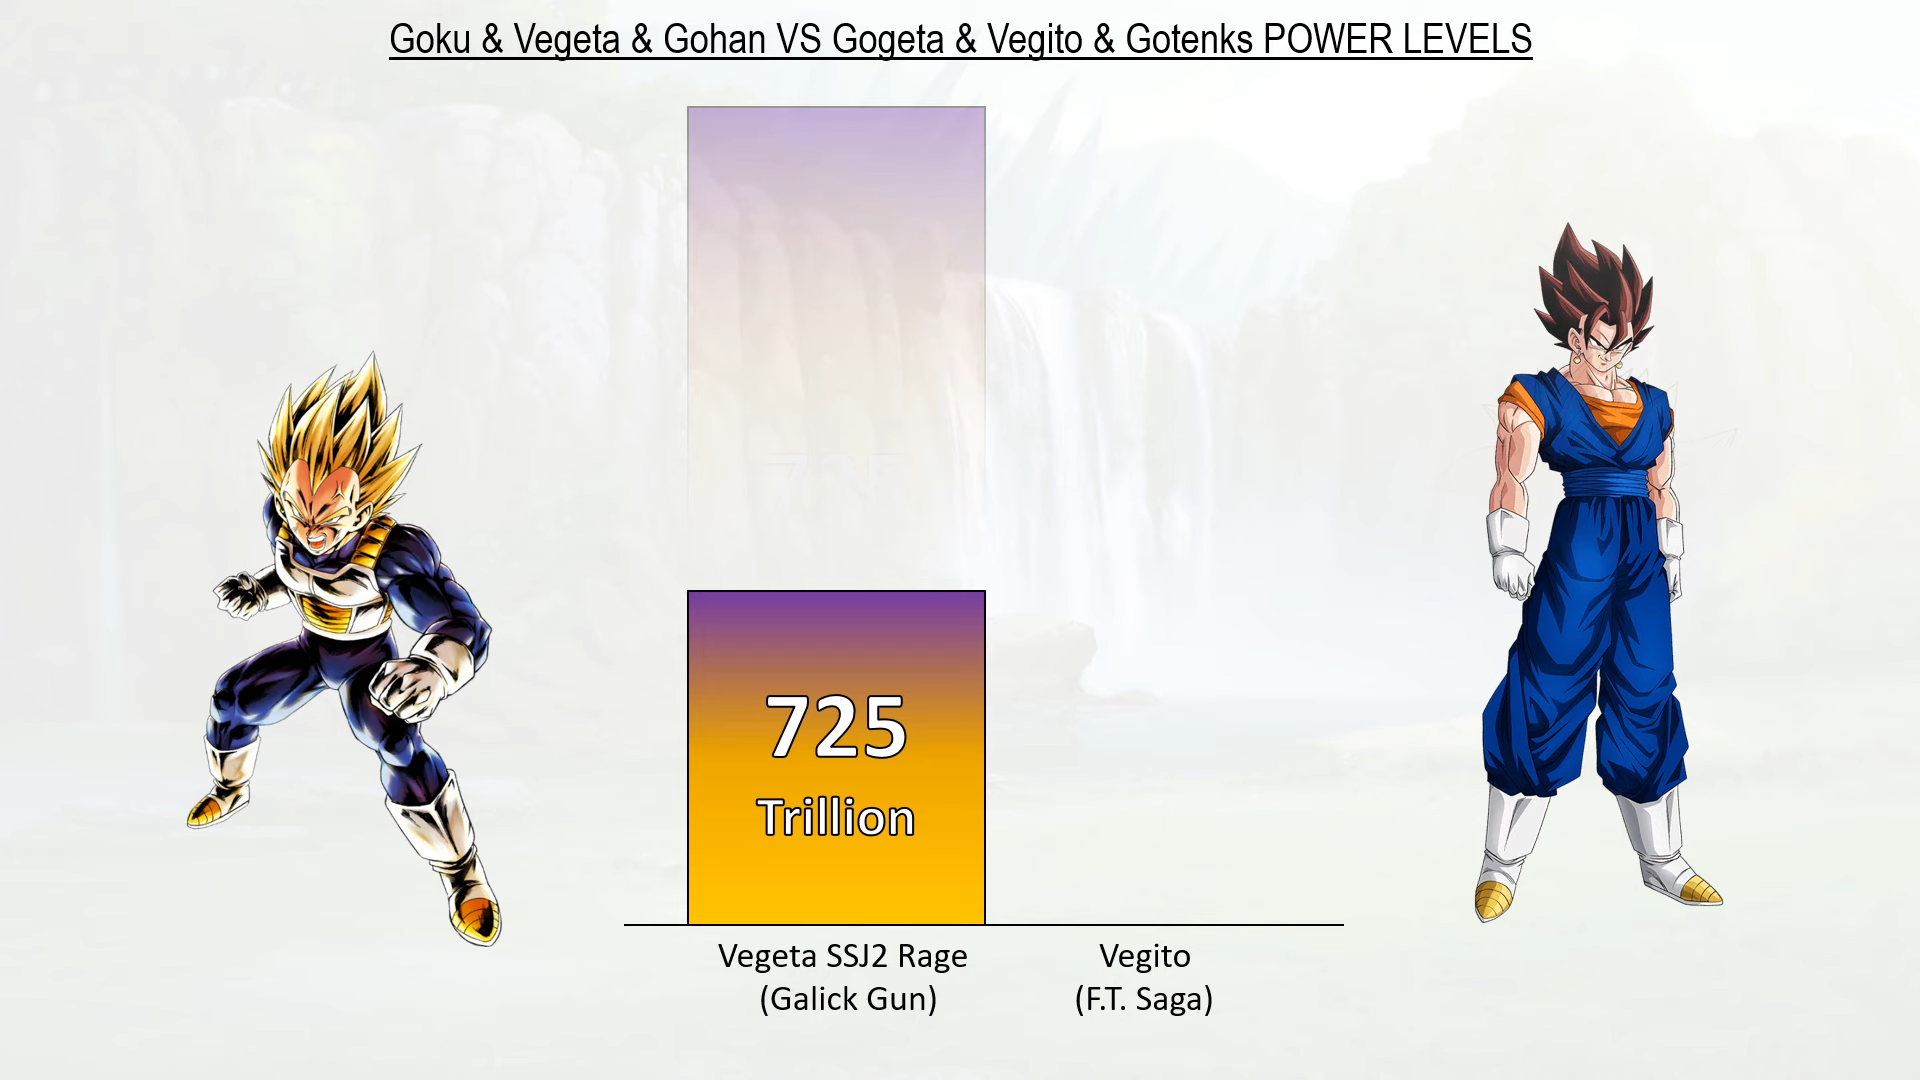 Goku & Vegeta & Gohan VS Gogeta & Vegito & Gotenks POWER LEVELS
725
Trillion
Vegeta SSJ2 Rage
(Galick Gun)
Vegito
(F.T. Saga)